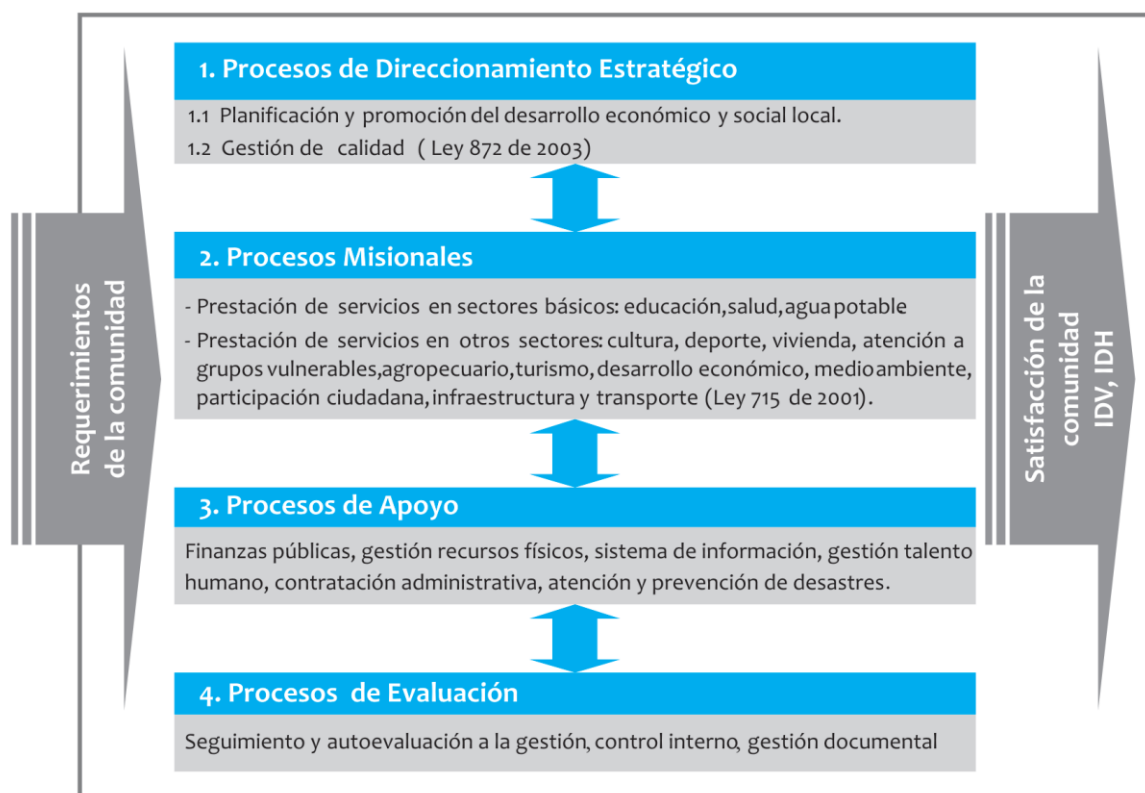 Requerimientos
de la comunidad
1. Procesos de Direccionamiento Estratégico
1.1 Planificación y promoción del desarrollo económico y social local.
1.2 Gestión de calidad ( Ley 872 de 2003)
2. Procesos Misionales
- Prestación de servicios en sectores básicos: educación,salud,agua potable
- Prestación de servicios en otros sectores: cultura, deporte, vivienda, atención a
grupos vulnerables,agropecuario,turismo, desarrollo económico, medio ambiente,
participación ciudadana,infraestructura y transporte (Ley 715 de 2001).
3. Procesos de Apoyo
Finanzas públicas, gestión recursos físicos, sistema de información, gestión talento
humano, contratación administrativa, atención y prevención de desastres.
4. Procesos de Evaluación
Seguimiento y autoevaluación a la gestión, control interno, gestión documental
Satisfacción de la
comunidad
IDV, IDH